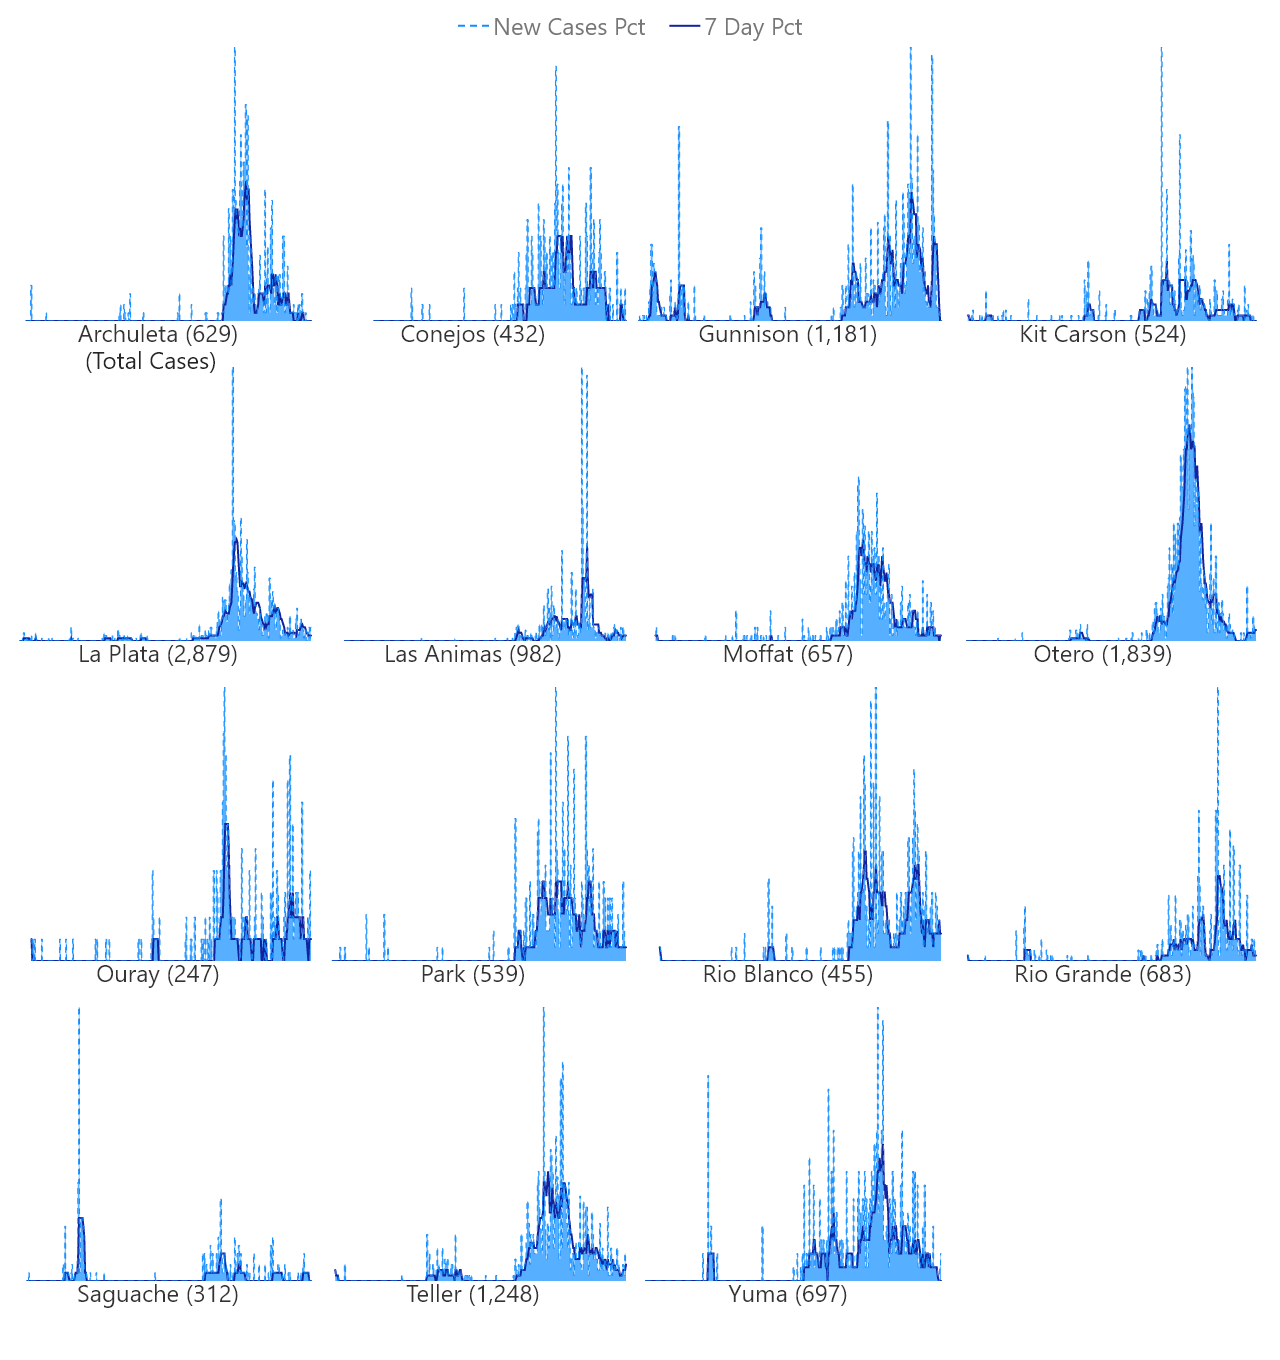 New Cases Pct 7 Day Pct
Archuleta (629) Conejos (432) Gunnison (1,181) Kit Carson (524)
(Total Cases)
La Plata (2,879) Las Animas (982) Moffat (657) Otero (1,839)
Ouray (247) Park (539) Rio Blanco (455) Rio Grande (683)
Saguache (312) Teller (1,248) Yuma (697)